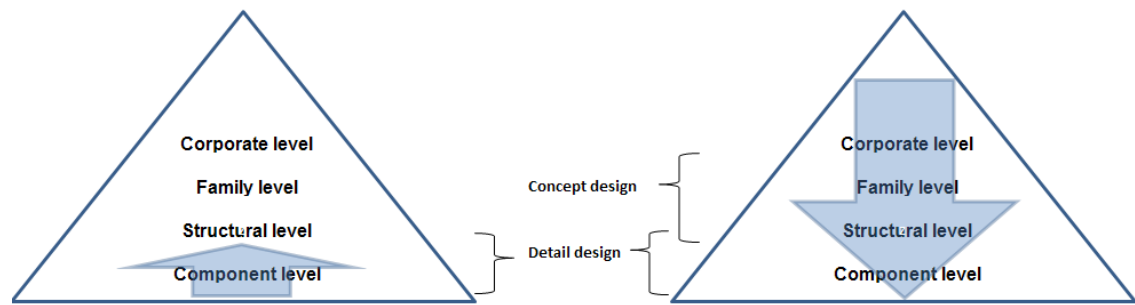 Corporate level
Family level
Structural level
Component level
Concept design
Detail design
Corporate level
Family level
Structural level
Component level